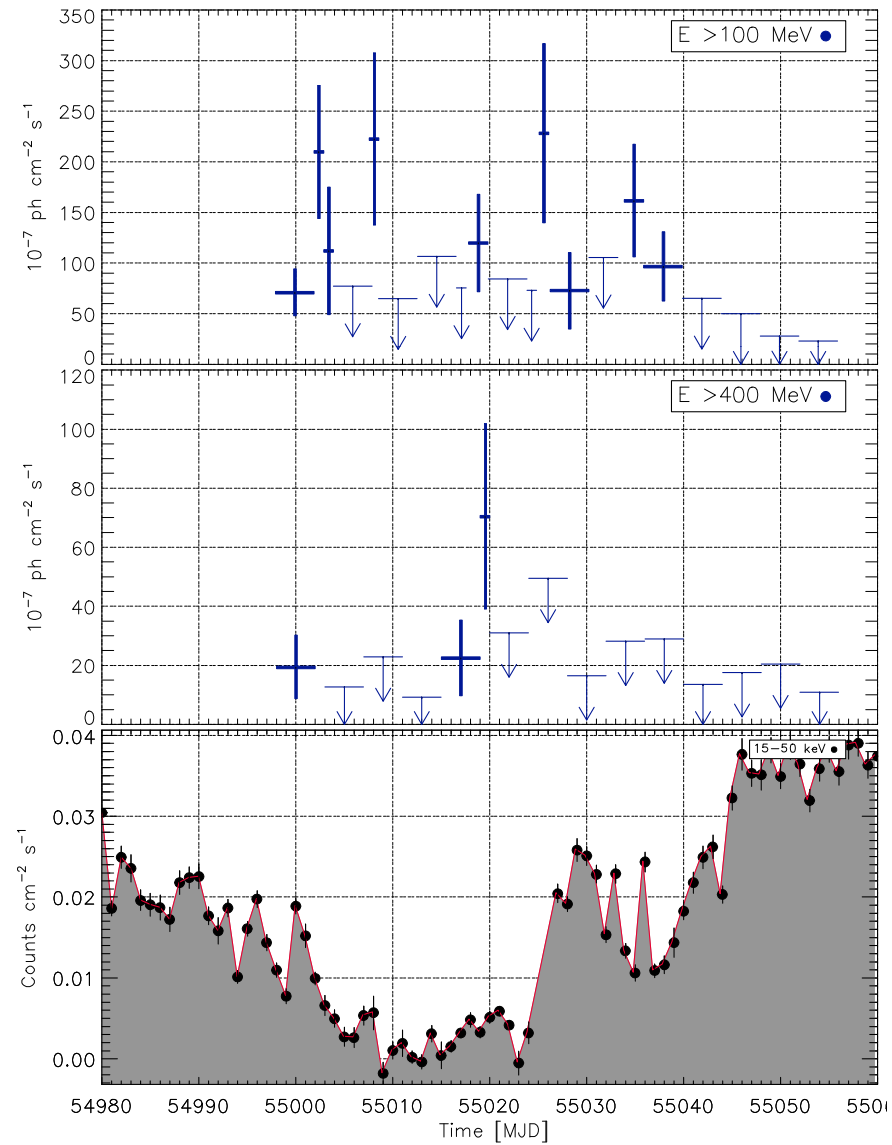 350
E >100 MeV
300
250
200
150
100
50
0
10⁻⁷ ph cm⁻² s⁻¹
120
E >400 MeV
100
80
60
40
20
0
10⁻⁷ ph cm⁻² s⁻¹
0.04
15−50 keV
0.03
0.02
0.01
0.00
Counts cm⁻² s⁻¹
54980 54990 55000 55010 55020 55030 55040 55050 5506
Time [MJD]